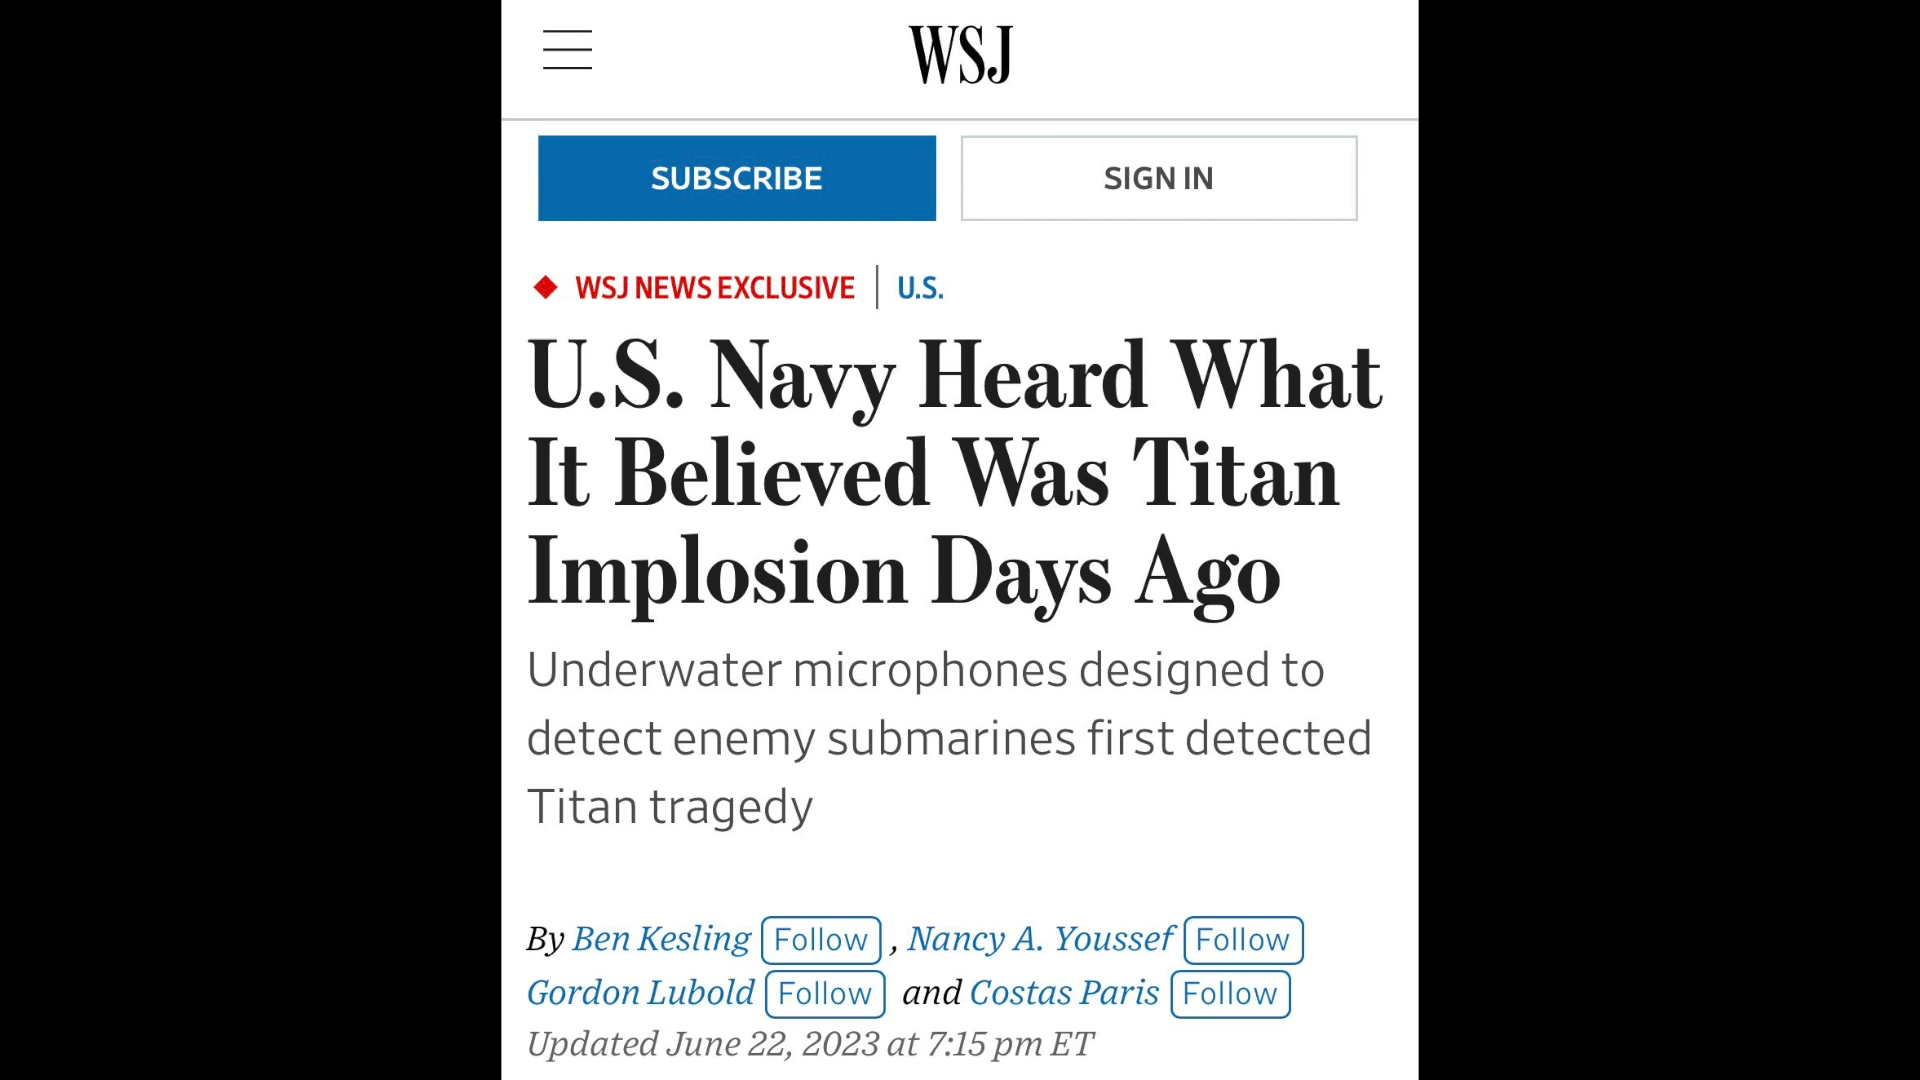 WSJ
SUBSCRIBE
SIGN IN
WSJ NEWS EXCLUSIVE | U.S.
U.S. Navy Heard What
It Believed Was Titan
Implosion Days Ago
Underwater microphones designed to
detect enemy submarines first detected
Titan tragedy
By Ben Kesling Follow , Nancy A. Youssef Follow
Gordon Lubold Follow and Costas Paris Follow
Updated June 22, 2023 at 7:15 pm ET